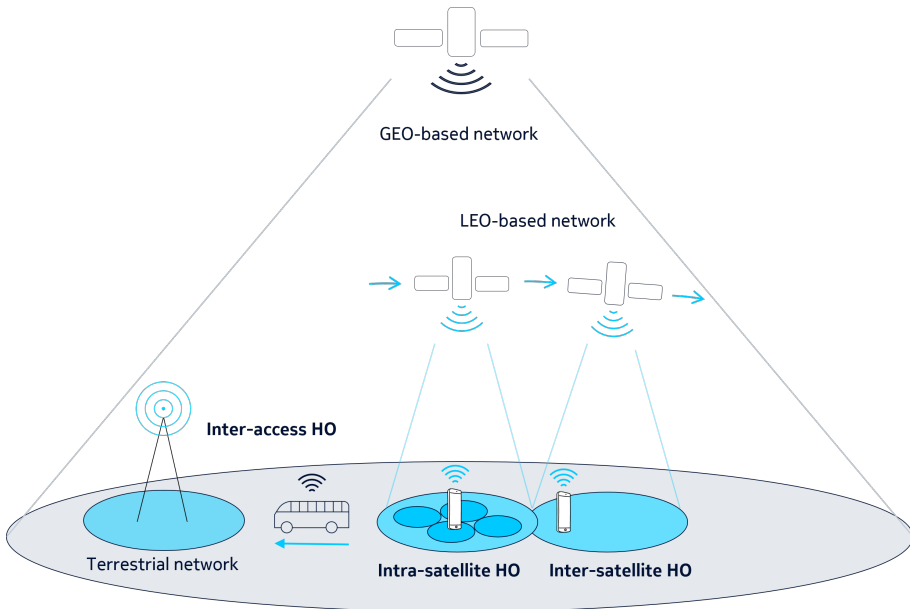 GEO-based network
LEO-based network
Inter-access HO
Terrestrial network
Intra-satellite HO
Inter-satellite HO